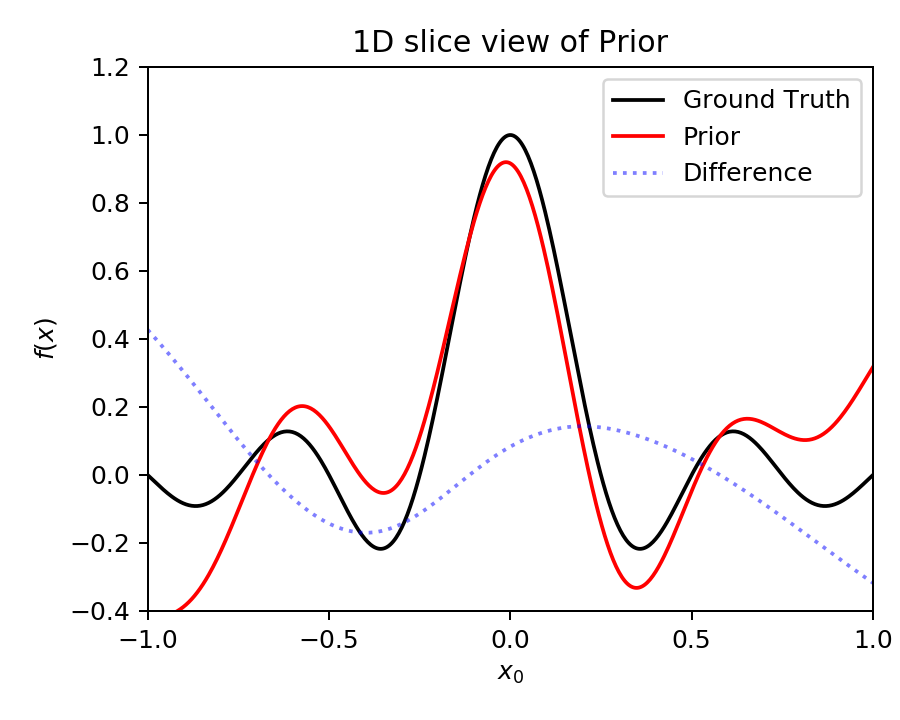 1D slice view of Prior
1.2
1.0
0.8
0.6
0.4
0.2
0.0
−0.2
−0.4
f(x)
Ground Truth
Prior
Difference
−1.0
−0.5
0.0
0.5
1.0
x₀